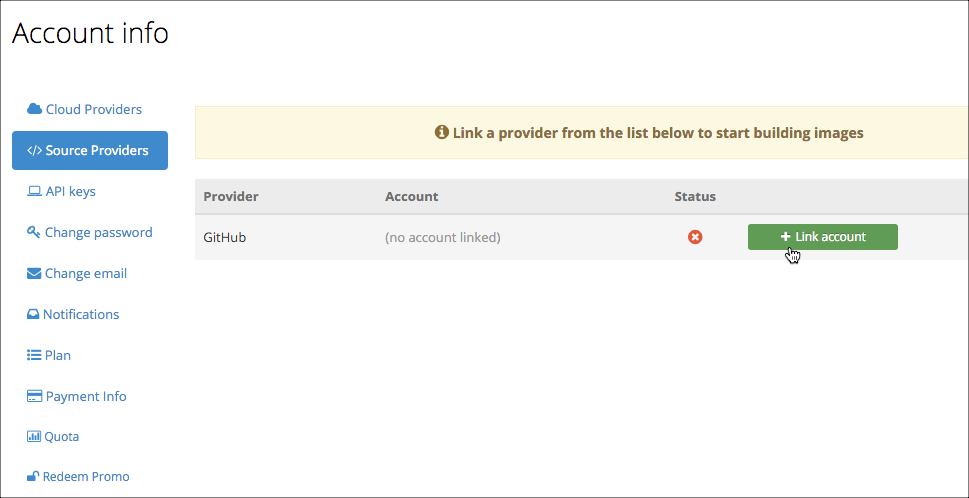 Account info
Cloud Providers
</> Source Providers
API keys
Change password
Change email
Notifications
Plan
Payment Info
Quota
Redeem Promo
Link a provider from the list below to start building images
Provider Account Status
GitHub (no account linked) + Link account